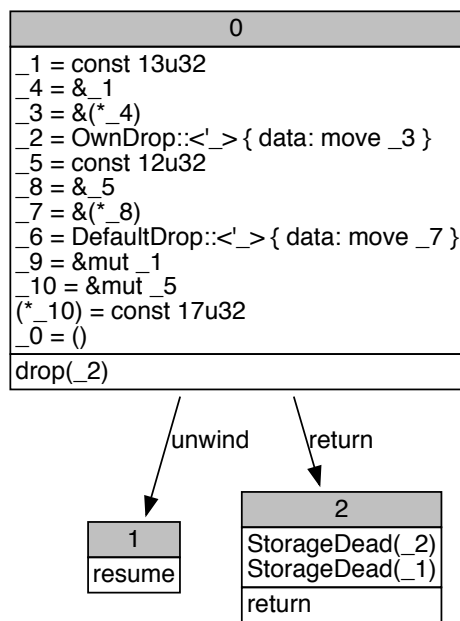 0
_1 = const 13u32
_4 = &_1
_3 = &(*_4)
_2 = OwnDrop::<'_> { data: move _3 }
_5 = const 12u32
_8 = &_5
_7 = &(*_8)
_6 = DefaultDrop::<'_> { data: move _7 }
_9 = &mut _1
_10 = &mut _5
(*_10) = const 17u32
_0 = ()
drop(_2)
unwind
return
1
resume
2
StorageDead(_2)
StorageDead(_1)
return